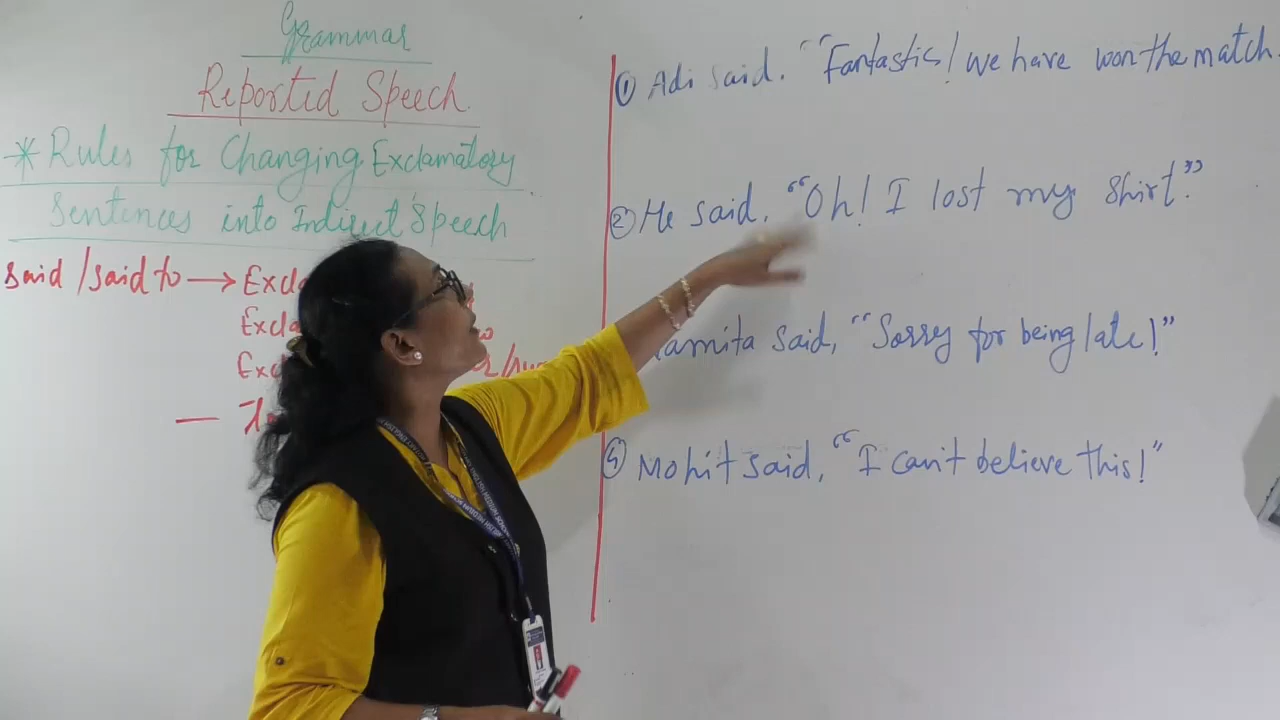 Grammar
Reported Speech
* Rules for Changing Exclamatory
Sentences into Indirect Speech
said / said to → 
① Adi said. "Fantastic! we have won the match.
② He said, "Oh! I lost my shirt."
said, "Sorry for being late!"
④ Mohit said, "I can't believe this!"